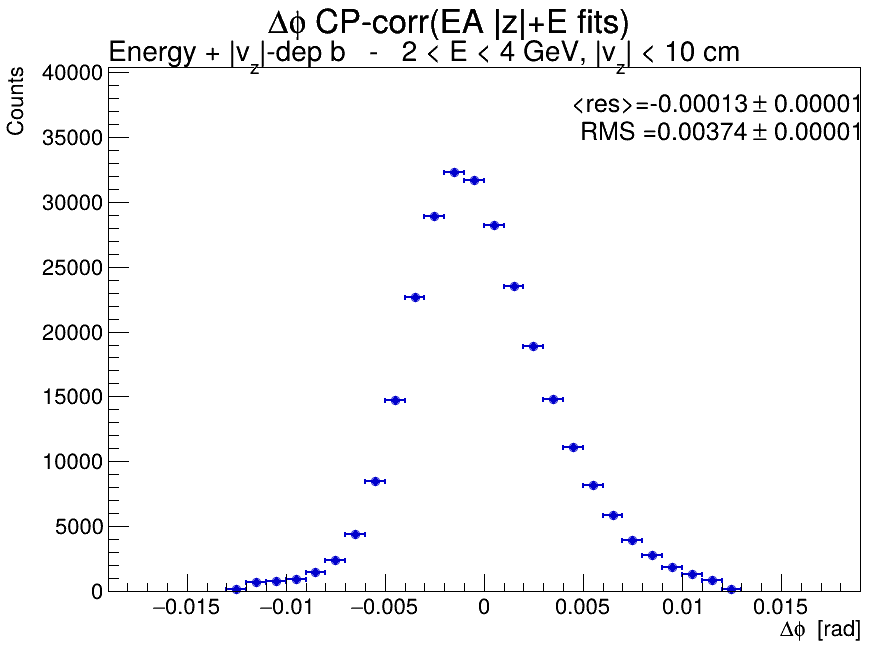 Δφ CP-corr(EA |z|+E fits)
Energy + |v_z|-dep b - 2 < E < 4 GeV, |v_z| < 10 cm
<res>=-0.00013 ± 0.00001
RMS =0.00374 ± 0.00001
Counts
40000
35000
30000
25000
20000
15000
10000
5000
0
−0.015 −0.01 −0.005 0 0.005 0.01 0.015
Δφ [rad]